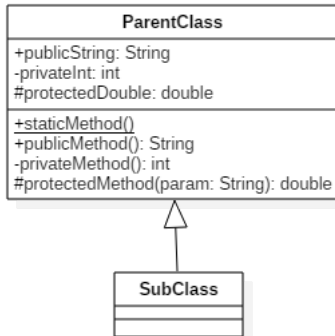 ParentClass
+publicString: String
-privateInt: int
#protectedDouble: double
+staticMethod()
+publicMethod(): String
-privateMethod(): int
#protectedMethod(param: String): double
SubClass